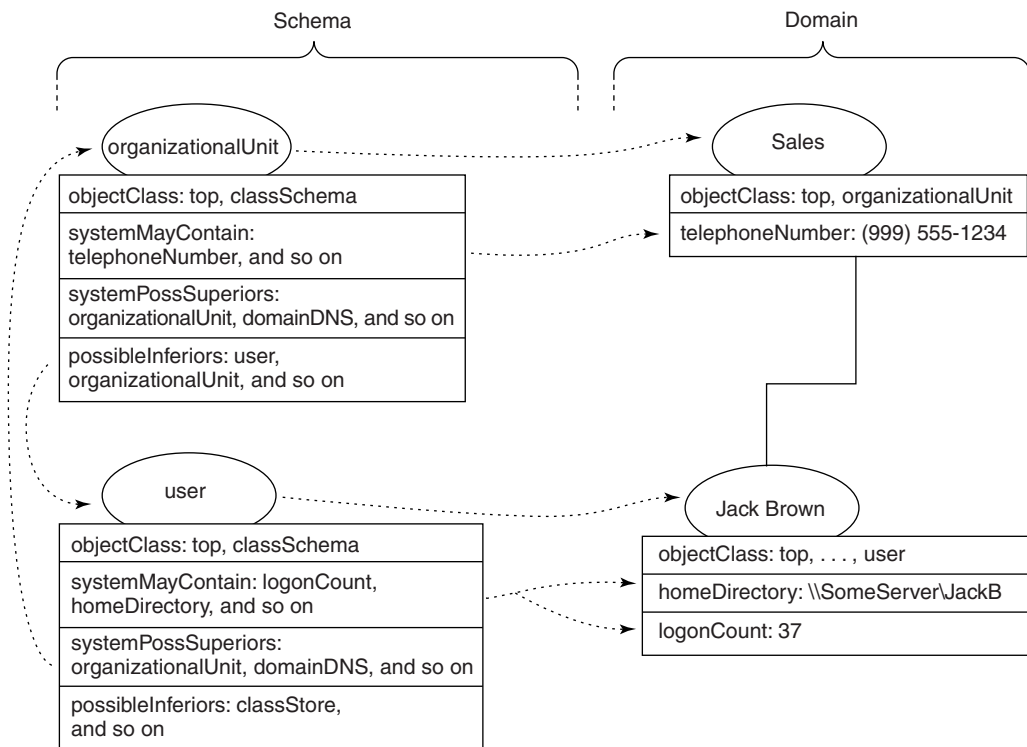 Schema
Domain
organizationalUnit
objectClass: top, classSchema
systemMayContain:
telephoneNumber, and so on
systemPossSuperiors:
organizationalUnit, domainDNS, and so on
possibleInferiors: user,
organizationalUnit, and so on
Sales
objectClass: top, organizationalUnit
telephoneNumber: (999) 555-1234
user
objectClass: top, classSchema
systemMayContain: logonCount,
homeDirectory, and so on
systemPossSuperiors:
organizationalUnit, domainDNS, and so on
possibleInferiors: classStore,
and so on
Jack Brown
objectClass: top, . . . , user
homeDirectory: \\SomeServer\JackB
logonCount: 37